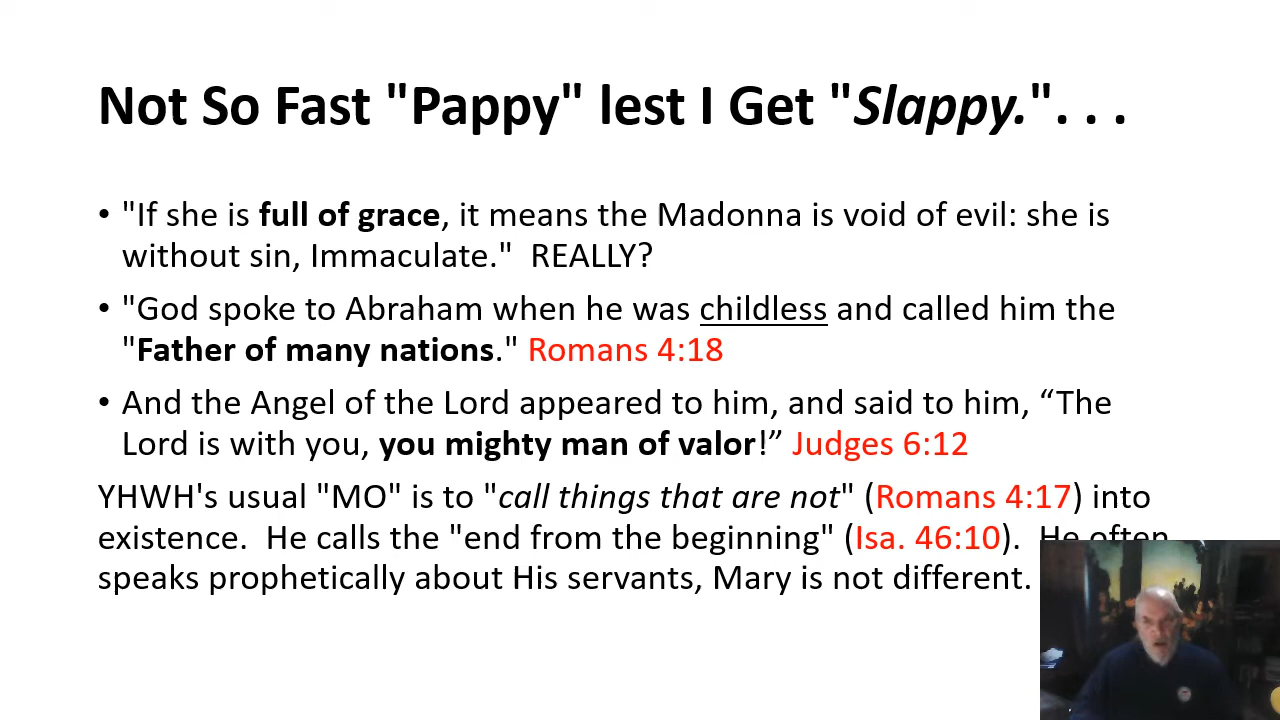 Not So Fast "Pappy" lest I Get "Slappy.". . .
• "If she is full of grace, it means the Madonna is void of evil: she is
without sin, Immaculate."  REALLY?
• "God spoke to Abraham when he was childless and called him the
"Father of many nations." Romans 4:18
• And the Angel of the Lord appeared to him, and said to him, “The
Lord is with you, you mighty man of valor!” Judges 6:12
YHWH's usual "MO" is to "call things that are not" (Romans 4:17) into
existence.  He calls the "end from the beginning" (Isa. 46:10).  He often
speaks prophetically about His servants, Mary is not different.